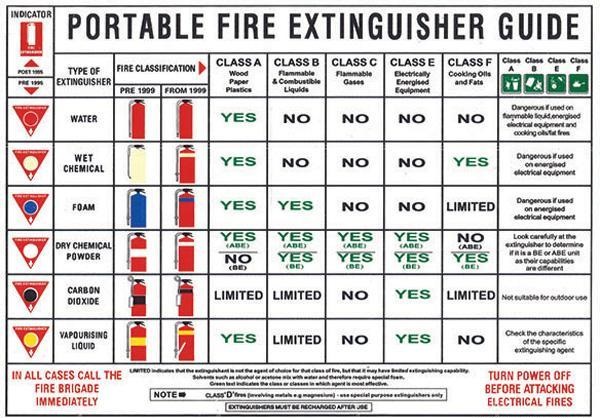 INDICATOR
PORTABLE FIRE EXTINGUISHER GUIDE
POST 1995
PRE 1995
TYPE OF
EXTINGUISHER
FIRE CLASSIFICATION
PRE 1999
FROM 1999
CLASS A
Wood
Paper
Plastics
CLASS B
Flammable
& Combustible
Liquids
CLASS C
Flammable
Gases
CLASS E
Electrically
Energised
Equipment
CLASS F
Cooking Oils
and Fats
Class Class Class Class
A B E F
WATER
YES NO NO NO NO
Dangerous if used on
flammable liquid,energised
electrical equipment and
cooking oils/fat fires
WET
CHEMICAL
YES NO NO NO YES
Dangerous if used
on energised
electrical equipment
FOAM
YES YES NO NO LIMITED
Dangerous if used
on energised
electrical equipment
DRY CHEMICAL
POWDER
YES YES YES YES NO
(ABE) (ABE) (ABE) (ABE) (ABE)
NO YES YES YES YES
(BE) (BE) (BE) (BE) (BE)
Look carefully at the
extinguisher to determine
if it is a BE or ABE unit
as their capabilities
are different
CARBON
DIOXIDE
LIMITED LIMITED NO YES LIMITED
Not suitable for outdoor use
VAPOURISING
LIQUID
YES LIMITED NO YES NO
Check the characteristics
of the specific
extinguishing agent
IN ALL CASES CALL THE
FIRE BRIGADE
IMMEDIATELY
LIMITED indicates that the extinguishant is not the agent of choice for that class of fire, but that it may have limited extinguishing capability.
Solvents such as alcohol or acetone mix with water and therefore require special foam.
Green text indicates the class or classes in which agent is most effective.
NOTE
CLASS "D" fires (involving metals e.g magnesium) - use special purpose extinguishers only
EXTINGUISHERS MUST BE RECHARGED AFTER USE
TURN POWER OFF
BEFORE ATTACKING
ELECTRICAL FIRES